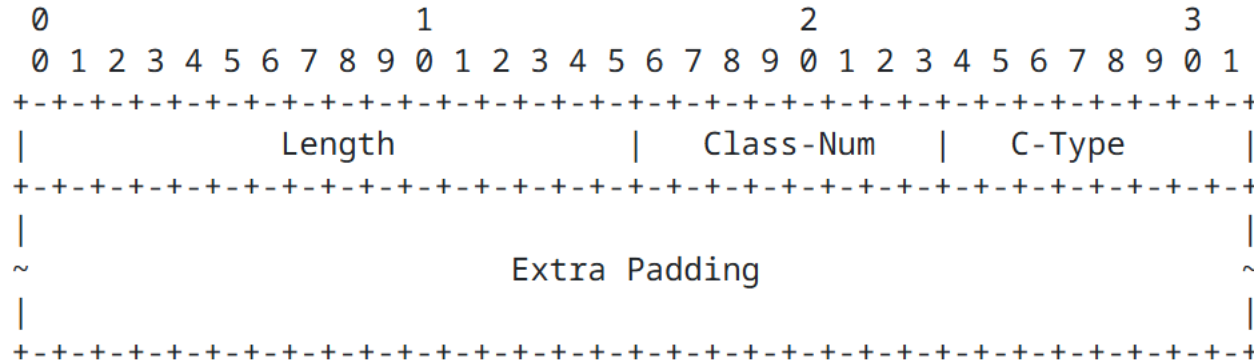 0                   1                   2                   3
 0 1 2 3 4 5 6 7 8 9 0 1 2 3 4 5 6 7 8 9 0 1 2 3 4 5 6 7 8 9 0 1
+-+-+-+-+-+-+-+-+-+-+-+-+-+-+-+-+-+-+-+-+-+-+-+-+-+-+-+-+-+-+-+-+
|             Length            |   Class-Num   |   C-Type      |
+-+-+-+-+-+-+-+-+-+-+-+-+-+-+-+-+-+-+-+-+-+-+-+-+-+-+-+-+-+-+-+-+
|                                                               |
~                         Extra Padding                         ~
|                                                               |
+-+-+-+-+-+-+-+-+-+-+-+-+-+-+-+-+-+-+-+-+-+-+-+-+-+-+-+-+-+-+-+-+